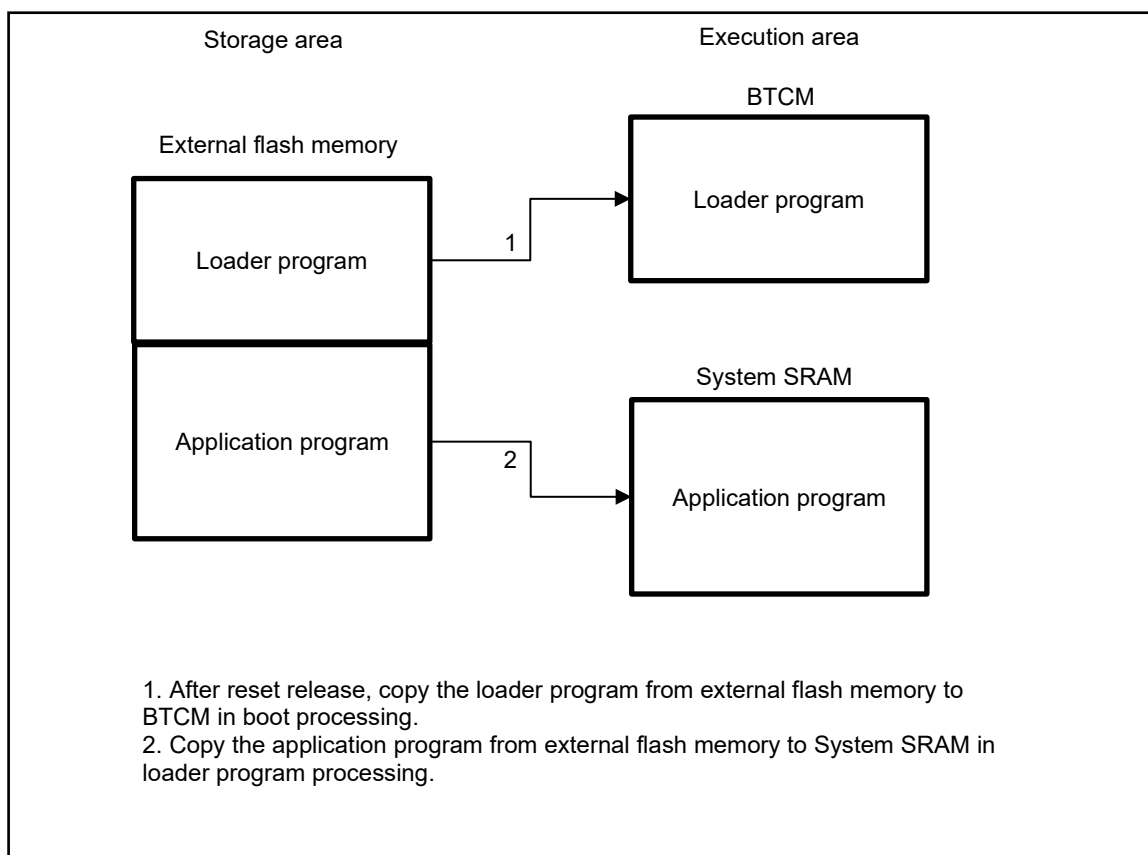 Storage area
Execution area
BTCM
External flash memory
Loader program
Loader program
1
System SRAM
Application program
2
Application program
1. After reset release, copy the loader program from external flash memory to
BTCM in boot processing.
2. Copy the application program from external flash memory to System SRAM in
loader program processing.